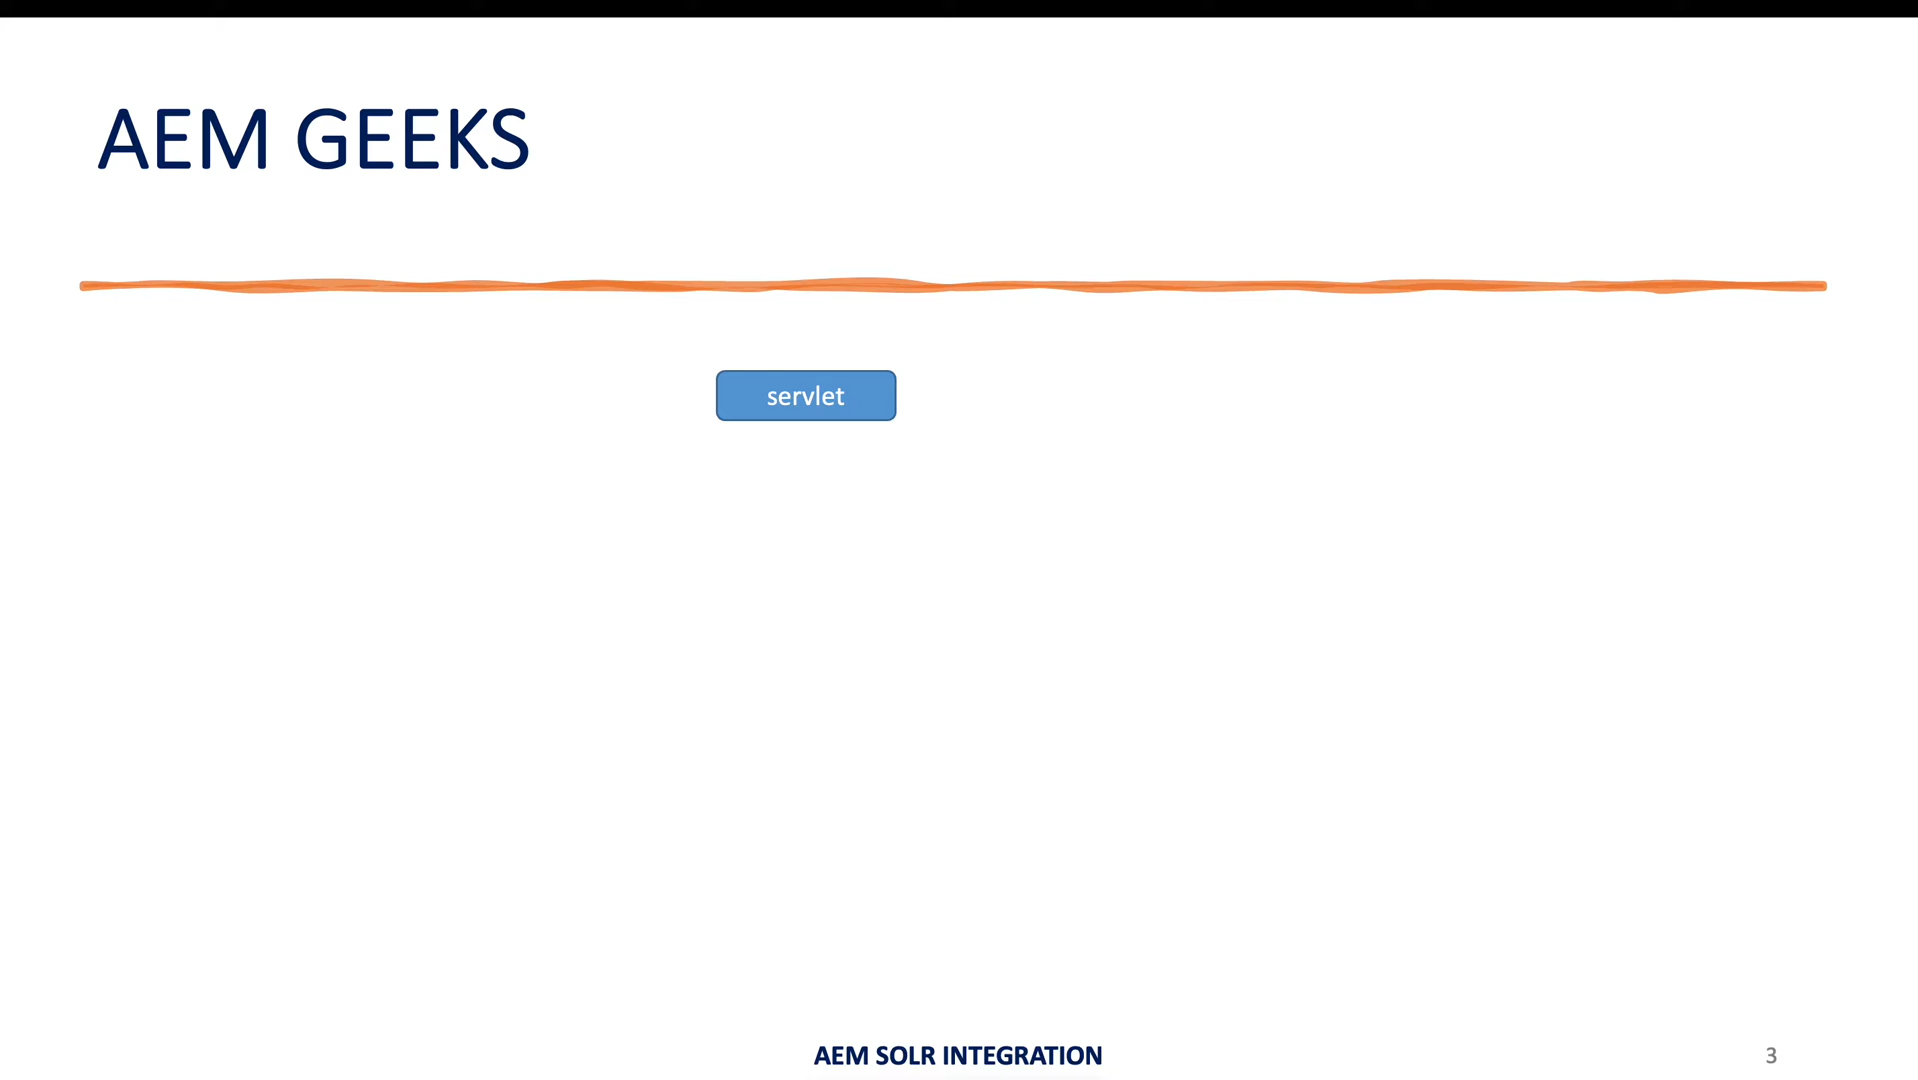 AEM GEEKS
servlet
AEM SOLR INTEGRATION
3